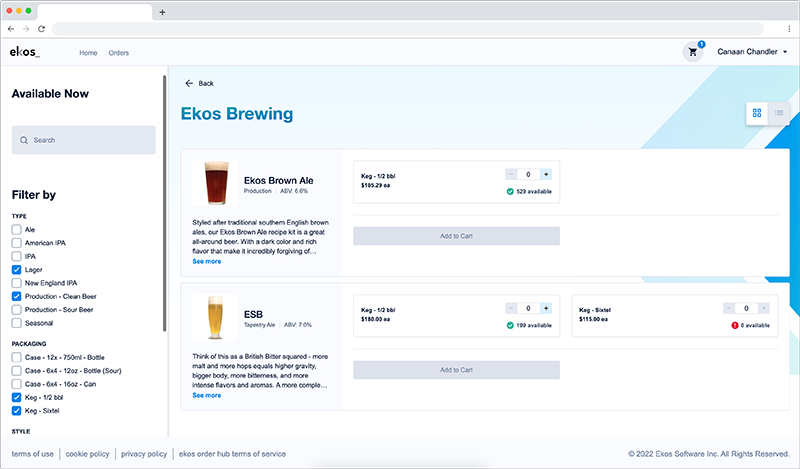 ekos_
Home
Orders
1
Canaan Chandler
Available Now
Search
Filter by
TYPE
Ale
American IPA
IPA
Lager
New England IPA
Production - Clean Beer
Production - Sour Beer
Seasonal
PACKAGING
Case - 12x - 750ml - Bottle
Case - 6x4 - 12oz - Bottle (Sour)
Case - 6x4 - 16oz - Can
Keg - 1/2 bbl
Keg - Sixtel
STYLE
Back
Ekos Brewing
Ekos Brown Ale
Production | ABV: 6.6%
Styled after traditional southern English brown
ales, our Ekos Brown Ale recipe kit is a great
all-around beer. With a dark color and rich
flavor that make it incredibly forgiving of…
See more
Keg - 1/2 bbl
$105.29 ea
− 0 +
529 available
Add to Cart
ESB
Tapestry Ale | ABV: 7.0%
Think of this as a British Bitter squared - more
malt and more hops equals higher gravity,
bigger body, more bitterness, and more
intense flavors and aromas. A more comple…
See more
Keg - 1/2 bbl
$180.00 ea
− 0 +
199 available
Keg - Sixtel
$115.00 ea
− 0 +
0 available
Add to Cart
terms of use | cookie policy | privacy policy | ekos order hub terms of service
© 2022 Ekos Software Inc. All Rights Reserved.